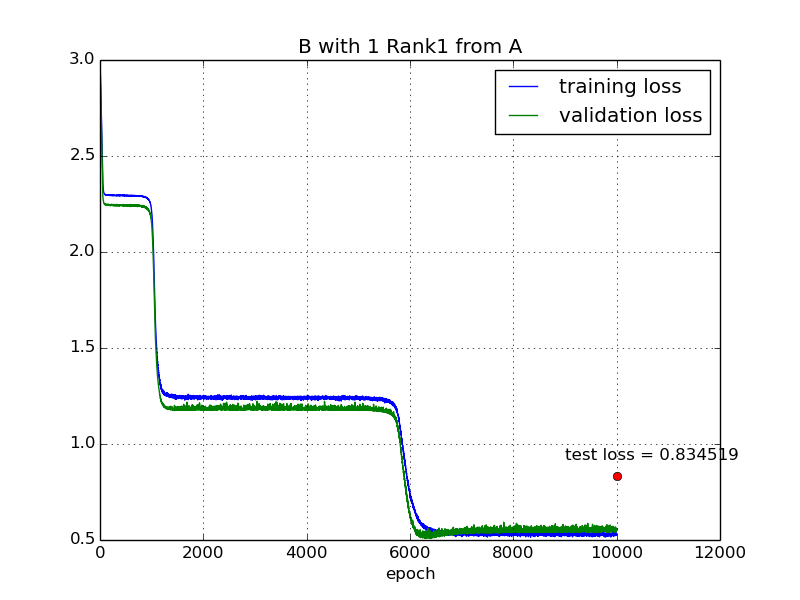 B with 1 Rank1 from A
training loss
validation loss
3.0
2.5
2.0
1.5
1.0
0.5
test loss = 0.834519
0 2000 4000 6000 8000 10000 12000
epoch